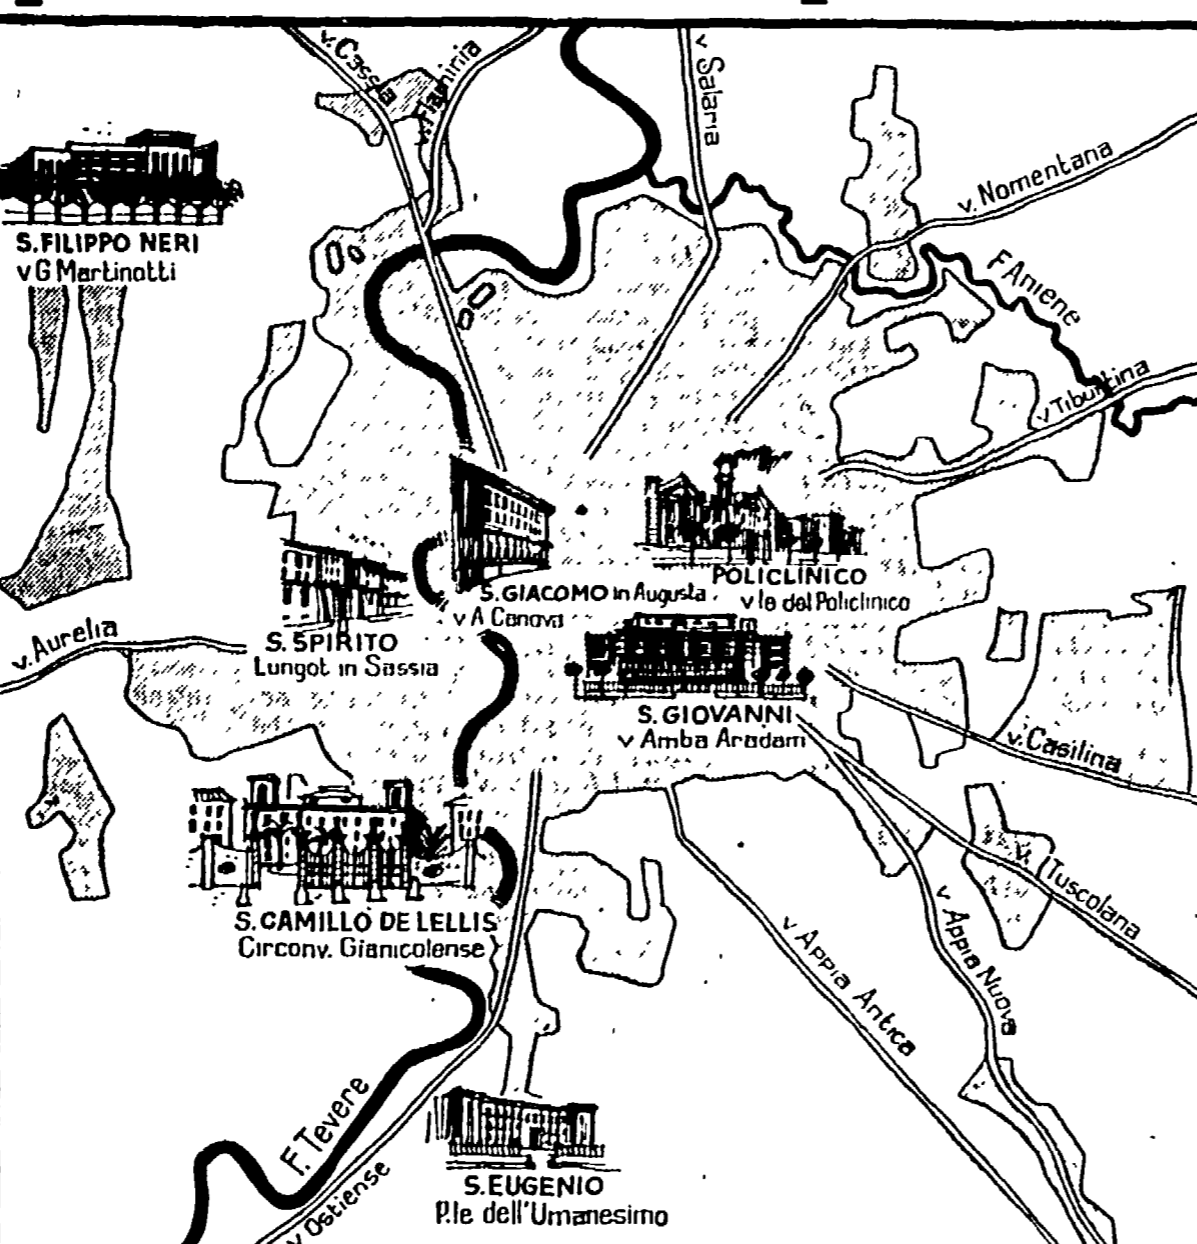 v. Cassia
v. Flaminia
v Salaria
v. Nomentana
S. FILIPPO NERI
v G Martinotti
F Aniene
v Tiburtina
POLICLINICO
v le del Policlinico
S. GIACOMO in Augusta
v A Canova
S. SPIRITO
Lungot in Sassia
v. Aurelia
S. GIOVANNI
v Amba Aradam
v. Casilina
S. CAMILLO DE LELLIS
Circonv. Gianicolense
v. Tuscolana
v Appia Nuova
v Appia Antica
F. Tevere
v Ostiense
S. EUGENIO
P.le dell'Umanesimo